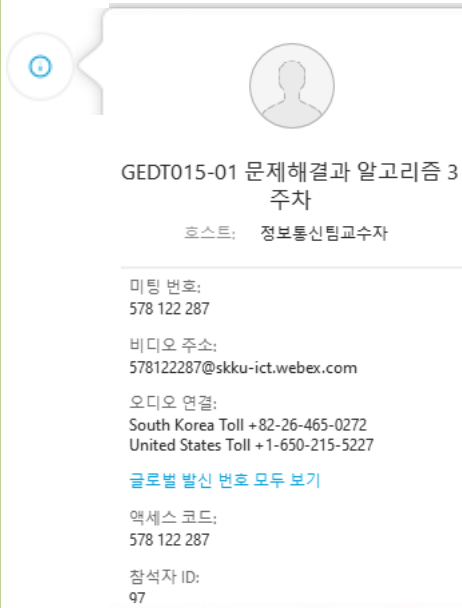 GEDT015-01 문제해결과 알고리즘 3
주차
호스트: 정보통신팀교수자
미팅 번호:
578 122 287
비디오 주소:
578122287@skku-ict.webex.com
오디오 연결:
South Korea Toll +82-26-465-0272
United States Toll +1-650-215-5227
글로벌 발신 번호 모두 보기
액세스 코드:
578 122 287
참석자 ID:
97